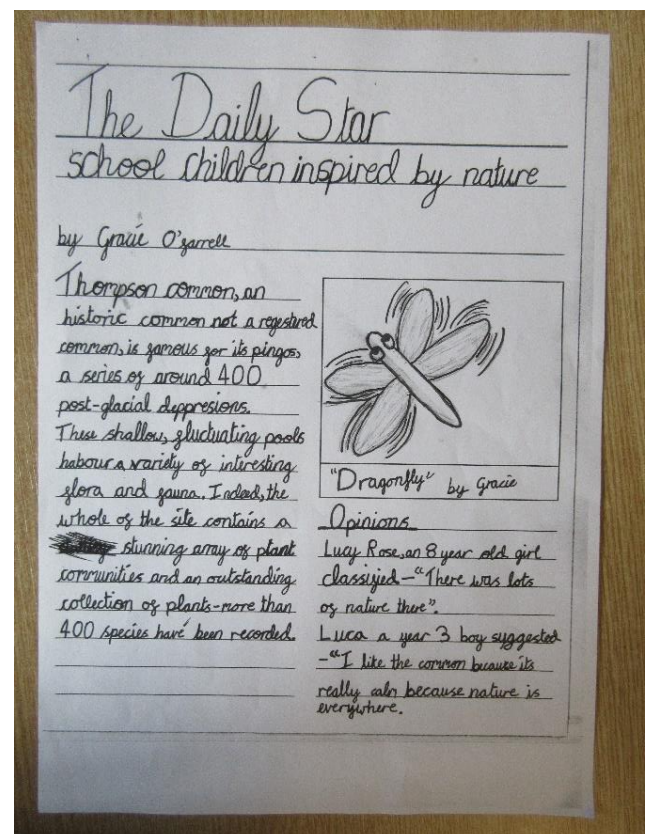 The Daily Star
school children inspired by nature
by Gracie O'farrell
Thompson common, an
historic common not a regestured
common, is famous for its pingos,
a series of around 400
post-glacial deppresions.
These shallow, fluctuating pools
habour a variety of interesting
flora and fauna. Indeed, the
whole of the site contains a
stunning array of plant
communities and an outstanding
collection of plants-more than
400 species have been recorded.
"Dragonfly" by Gracie
Opinions
Lucy Rose, an 8 year old girl
classified-"There was lots
of nature there".
Luca a year 3 boy suggested
-"I like the common because its
really caln because nature is
everywhere.